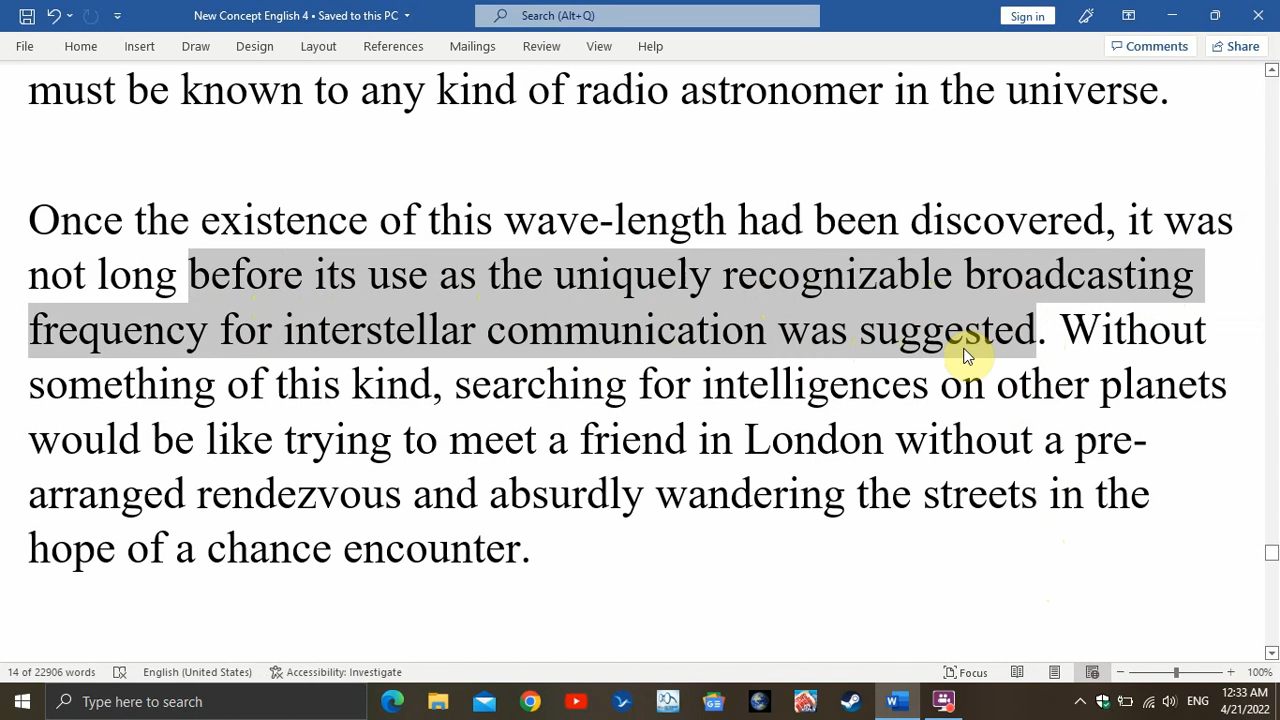 New Concept English 4 • Saved to this PC
Search (Alt+Q)
Sign in
File Home Insert Draw Design Layout References Mailings Review View Help
Comments Share
must be known to any kind of radio astronomer in the universe.
Once the existence of this wave-length had been discovered, it was
not long before its use as the uniquely recognizable broadcasting
frequency for interstellar communication was suggested. Without
something of this kind, searching for intelligences on other planets
would be like trying to meet a friend in London without a pre-
arranged rendezvous and absurdly wandering the streets in the
hope of a chance encounter.
14 of 22906 words English (United States) Accessibility: Investigate
Focus 100%
Type here to search
ENG
12:33 AM
4/21/2022